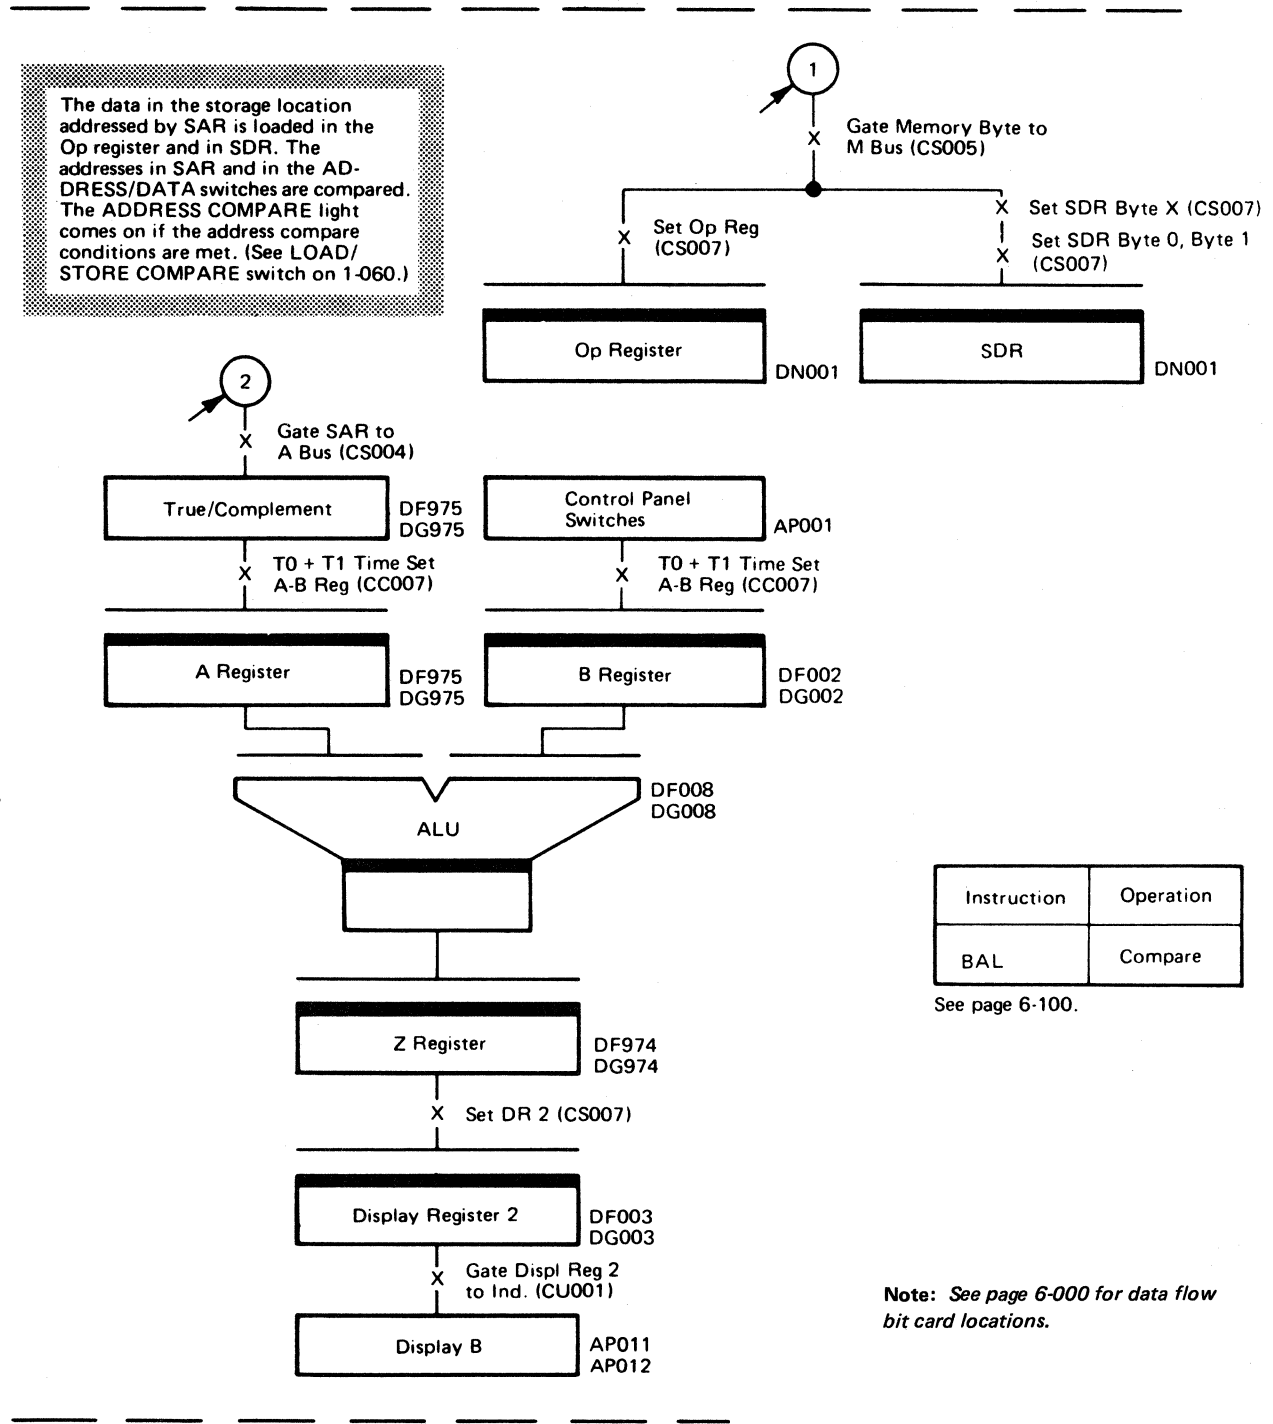 The data in the storage location
addressed by SAR is loaded in the
Op register and in SDR. The
addresses in SAR and in the AD-
DRESS/DATA switches are compared.
The ADDRESS COMPARE light
comes on if the address compare
conditions are met. (See LOAD/
STORE COMPARE switch on 1-060.)
1
X
Gate Memory Byte to
M Bus (CS005)
X
Set Op Reg
(CS007)
X
Set SDR Byte X (CS007)
X
Set SDR Byte 0, Byte 1
(CS007)
Op Register
DN001
SDR
DN001
2
X
Gate SAR to
A Bus (CS004)
True/Complement
DF975
DG975
Control Panel
Switches
AP001
X
T0 + T1 Time Set
A-B Reg (CC007)
X
T0 + T1 Time Set
A-B Reg (CC007)
A Register
DF975
DG975
B Register
DF002
DG002
ALU
DF008
DG008
Instruction
Operation
BAL
Compare
See page 6-100.
Z Register
DF974
DG974
X
Set DR 2 (CS007)
Display Register 2
DF003
DG003
X
Gate Displ Reg 2
to Ind. (CU001)
Display B
AP011
AP012
Note: See page 6-000 for data flow
bit card locations.